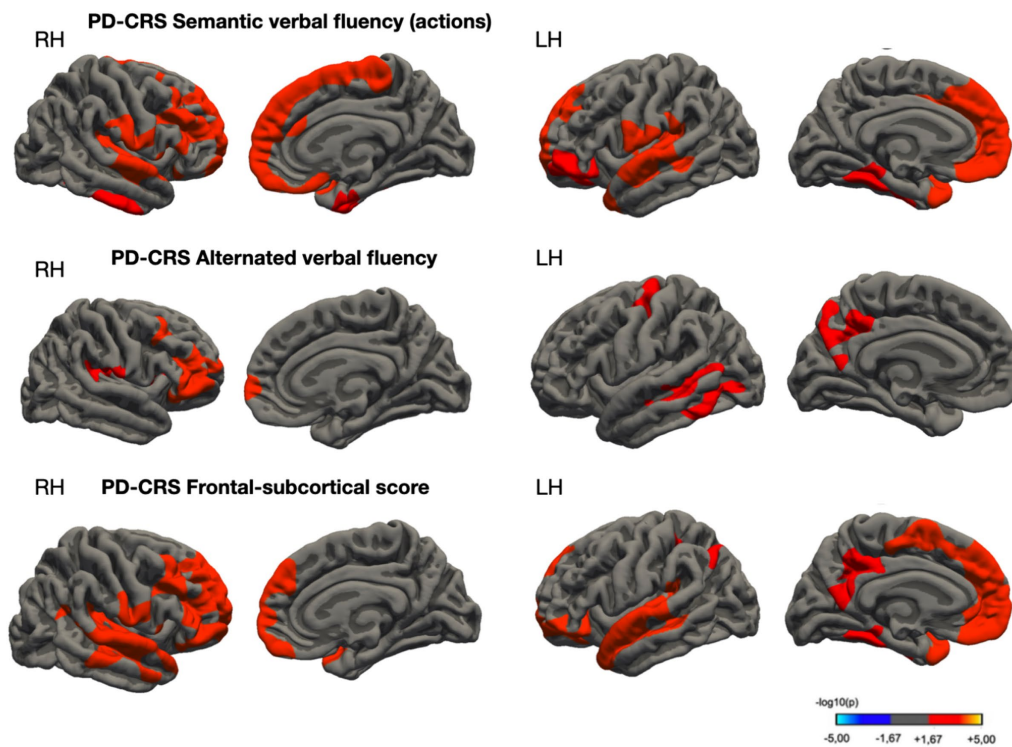 PD-CRS Semantic verbal fluency (actions)
RH
LH
PD-CRS Alternated verbal fluency
RH
LH
PD-CRS Frontal-subcortical score
RH
LH
-log10(p)
-5,00 -1,67 +1,67 +5,00